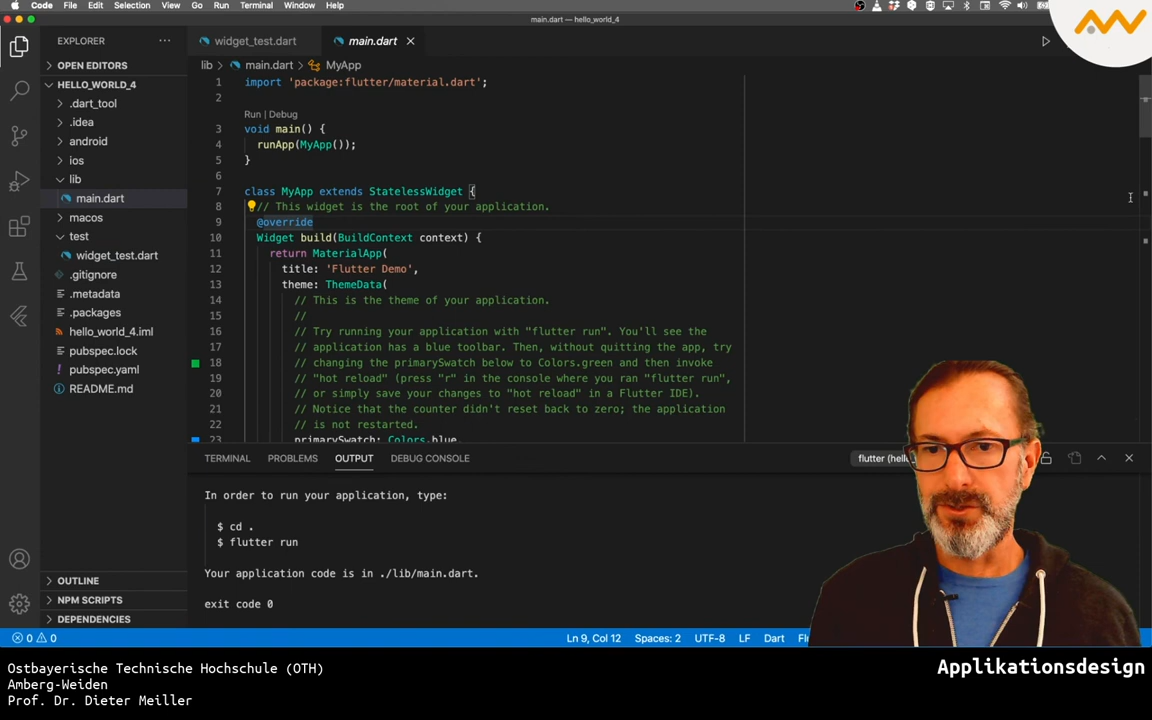 Code File Edit Selection View Go Run Terminal Window Help
main.dart — hello_world_4
EXPLORER
OPEN EDITORS
HELLO_WORLD_4
.dart_tool
.idea
android
ios
lib
main.dart
macos
test
widget_test.dart
.gitignore
.metadata
.packages
hello_world_4.iml
pubspec.lock
pubspec.yaml
README.md
OUTLINE
NPM SCRIPTS
DEPENDENCIES
widget_test.dart main.dart
lib > main.dart > MyApp
1 import 'package:flutter/material.dart';
2
Run | Debug
3 void main() {
4 runApp(MyApp());
5 }
6
7 class MyApp extends StatelessWidget {
8 // This widget is the root of your application.
9 @override
10 Widget build(BuildContext context) {
11 return MaterialApp(
12 title: 'Flutter Demo',
13 theme: ThemeData(
14 // This is the theme of your application.
15 //
16 // Try running your application with "flutter run". You'll see the
17 // application has a blue toolbar. Then, without quitting the app, try
18 // changing the primarySwatch below to Colors.green and then invoke
19 // "hot reload" (press "r" in the console where you ran "flutter run",
20 // or simply save your changes to "hot reload" in a Flutter IDE).
21 // Notice that the counter didn't reset back to zero; the application
22 // is not restarted.
23 primarySwatch: Colors.blue,
TERMINAL PROBLEMS OUTPUT DEBUG CONSOLE flutter (hell
In order to run your application, type:
$ cd .
$ flutter run
Your application code is in ./lib/main.dart.
exit code 0
0 0 Ln 9, Col 12 Spaces: 2 UTF-8 LF Dart Fl
Ostbayerische Technische Hochschule (OTH)
Amberg-Weiden
Prof. Dr. Dieter Meiller
Applikationsdesign